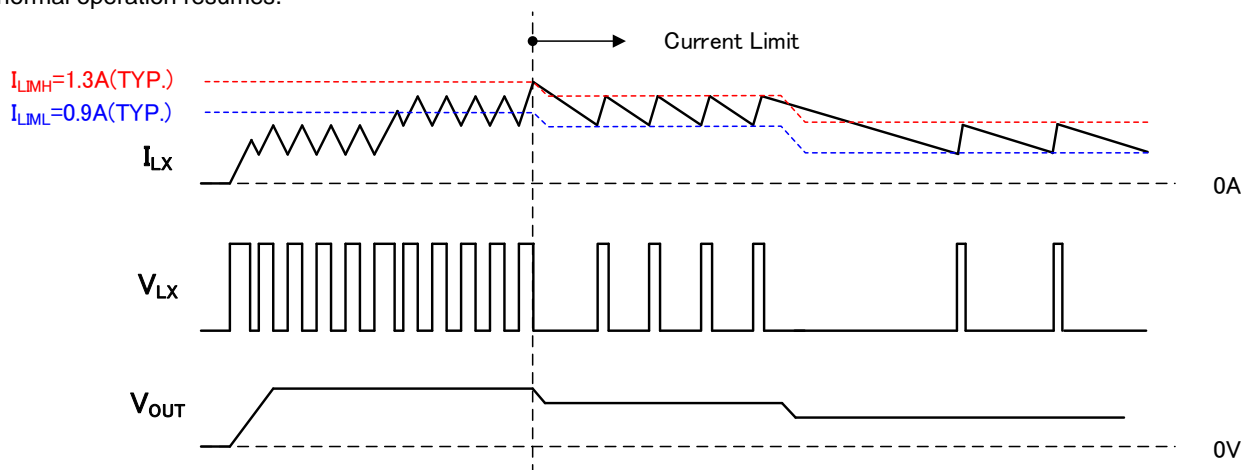 normal operation resumes.
Current Limit
ILIMH=1.3A(TYP.)
ILIML=0.9A(TYP.)
ILX
0A
VLX
VOUT
0V